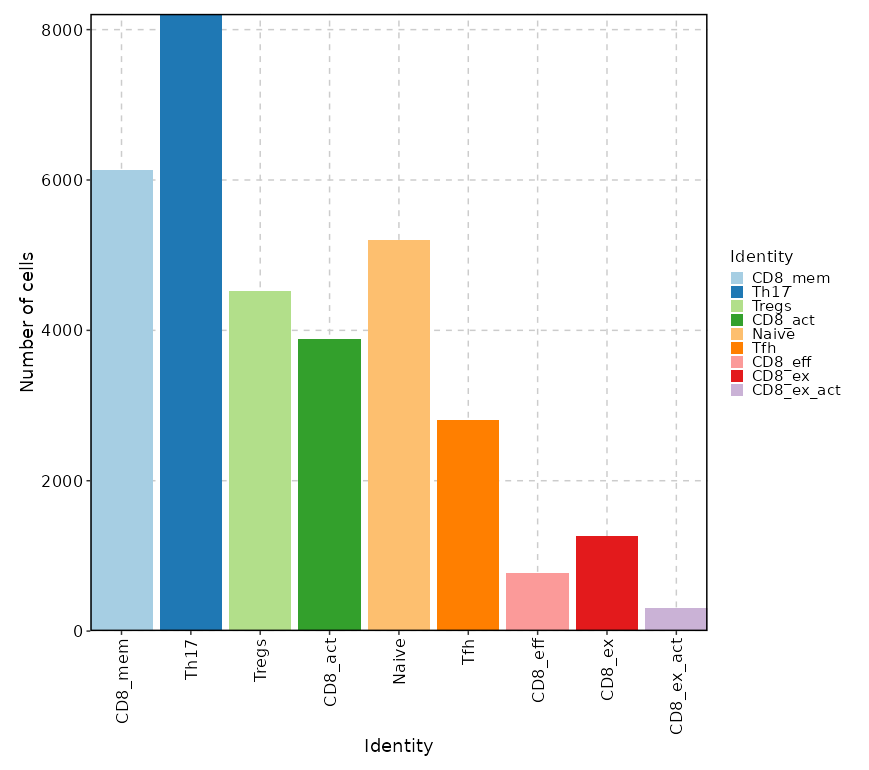 8000
6000
4000
2000
0
Number of cells
CD8_mem
Th17
Tregs
CD8_act
Naive
Tfh
CD8_eff
CD8_ex
CD8_ex_act
Identity
Identity
CD8_mem
Th17
Tregs
CD8_act
Naive
Tfh
CD8_eff
CD8_ex
CD8_ex_act